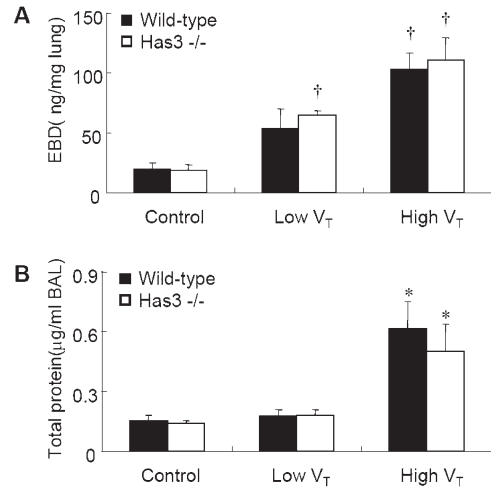 A
150
Wild-type
Has3 -/-
†
†
†
100
EBD( ng/mg lung)
50
0
Control
Low VT
High VT
B
0.9
Wild-type
Has3 -/-
*
*
0.6
Total protein(µg/ml BAL)
0.3
0
Control
Low VT
High VT